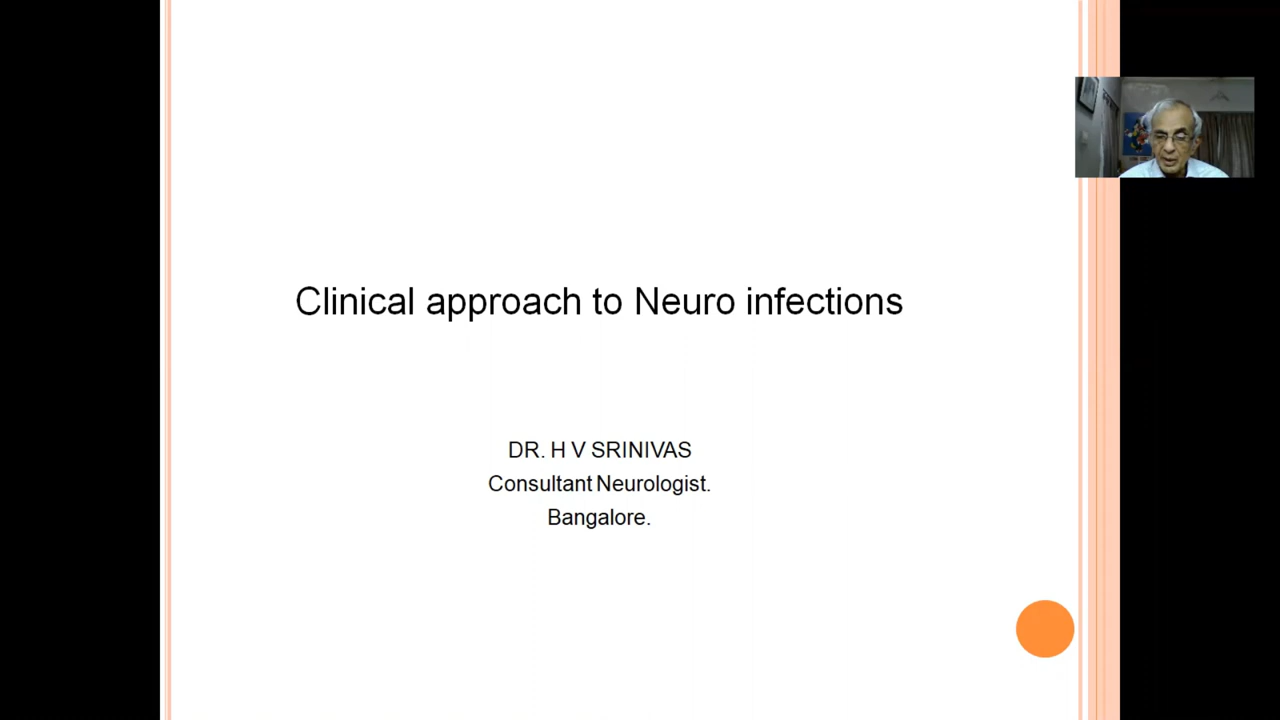 Clinical approach to Neuro infections
DR. H V SRINIVAS
Consultant Neurologist.
Bangalore.